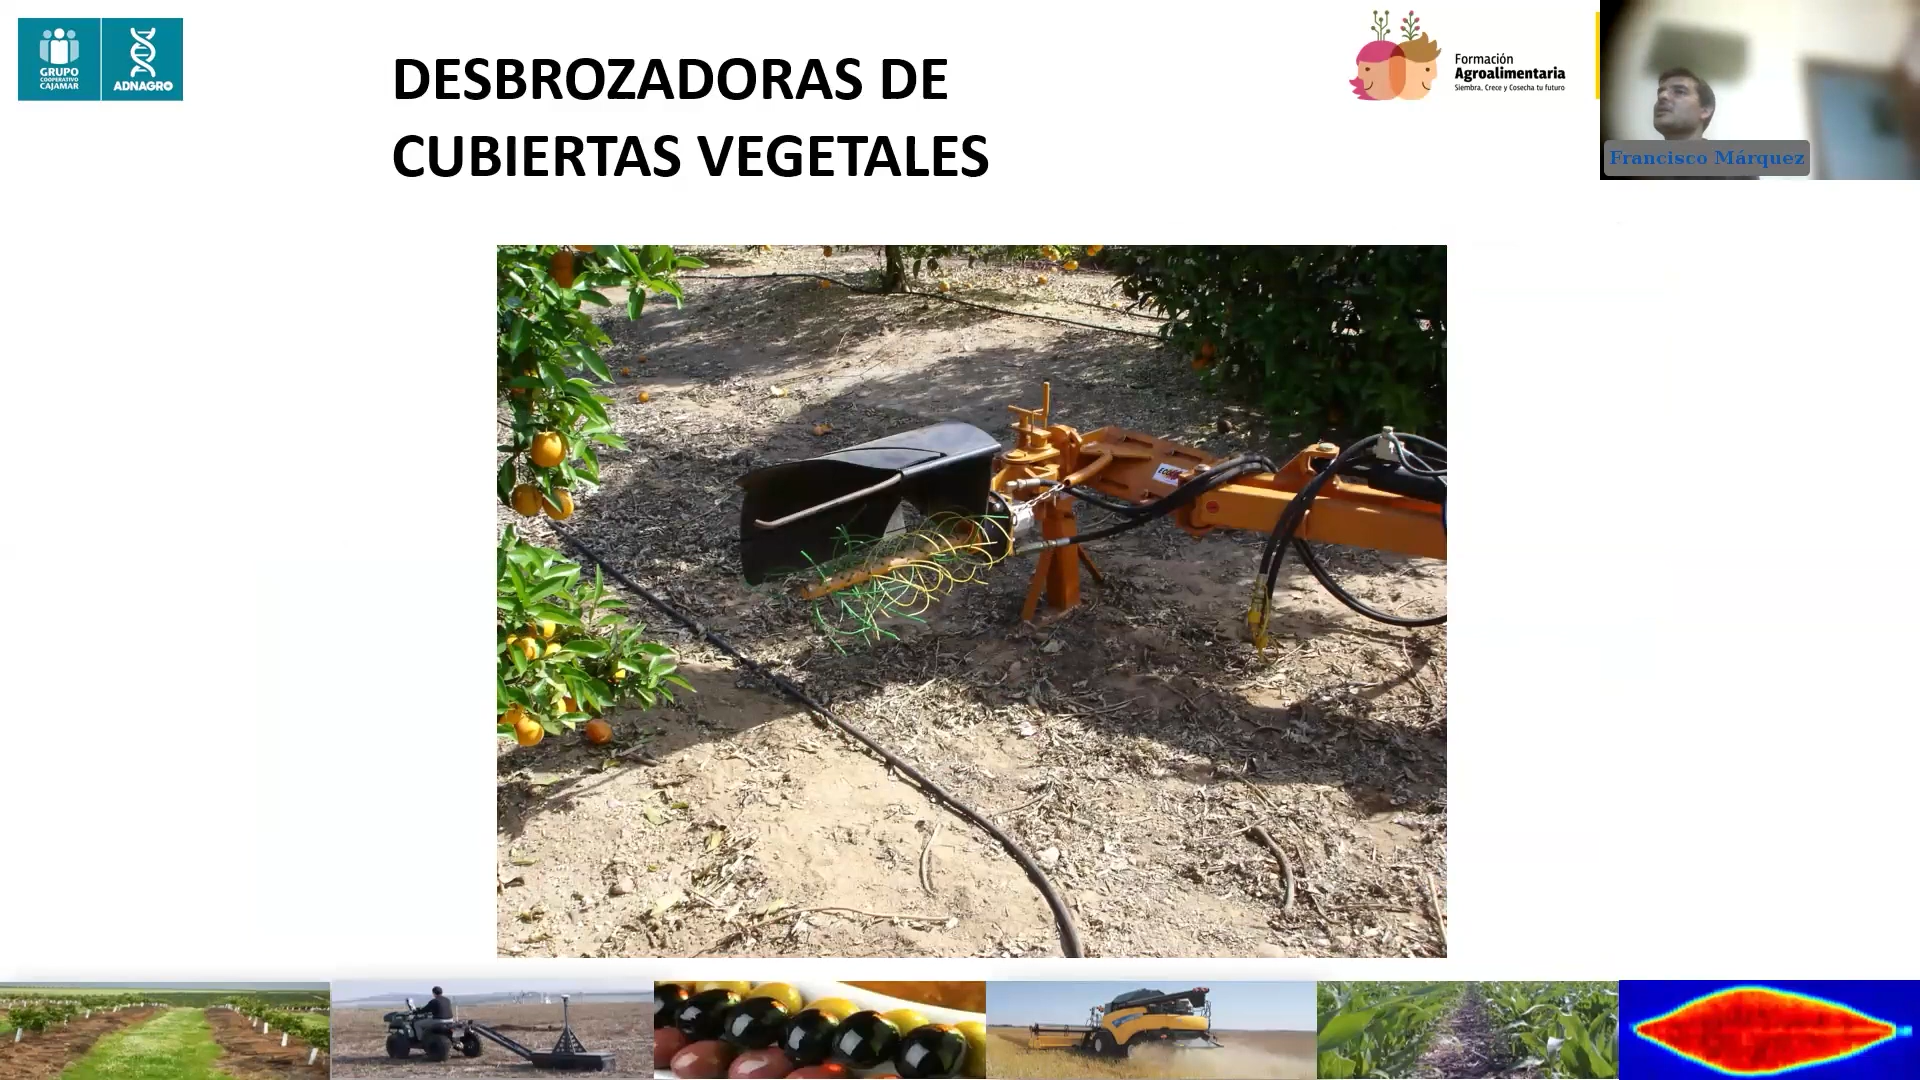 GRUPO
COOPERATIVO
CAJAMAR
ADNAGRO
DESBROZADORAS DE
CUBIERTAS VEGETALES
Formación
Agroalimentaria
Siembra, Crece y Cosecha tu futuro
Francisco Márquez